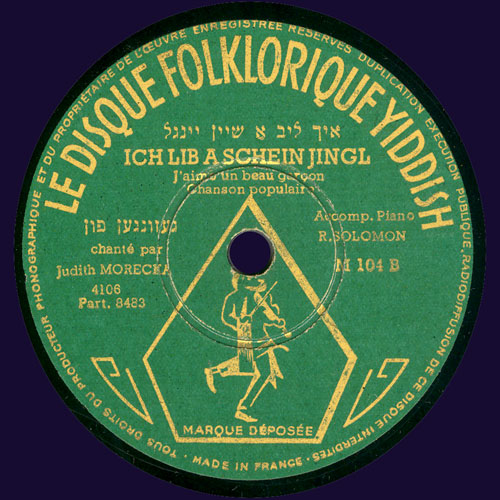 TOUS DROITS DU PRODUCTEUR PHONOGRAPHIQUE ET DU PROPRIÉTAIRE DE L'ŒUVRE ENREGISTRÉE RÉSERVÉS DUPLICATION EXÉCUTION PUBLIQUE, RADIODIFFUSION DE CE DISQUE INTERDITES · MADE IN FRANCE ·
LE DISQUE FOLKLORIQUE YIDDISH
איך ליב א שיין יינגל
ICH LIB A SCHEIN JINGL
J'aime un beau garçon
Chanson populaire
געזונגען פון
chanté par
Judith MORECKA
4106
Part. 8483
Accomp. Piano
R. SOLOMON
M 104 B
MARQUE DÉPOSÉE